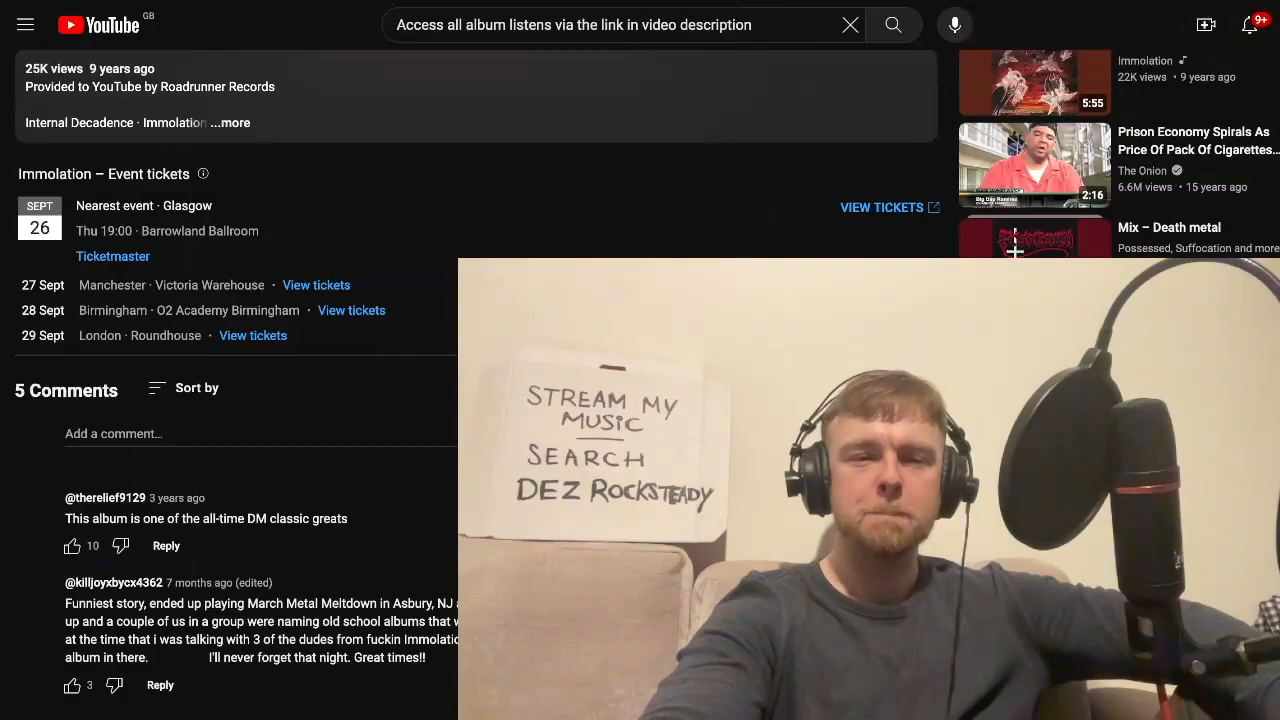 YouTube GB
Access all album listens via the link in video description
9+
25K views 9 years ago
Provided to YouTube by Roadrunner Records
Internal Decadence · Immolation ...more
Immolation – Event tickets
SEPT
26
Nearest event · Glasgow
Thu 19:00 · Barrowland Ballroom
Ticketmaster
VIEW TICKETS
27 Sept Manchester · Victoria Warehouse · View tickets
28 Sept Birmingham · O2 Academy Birmingham · View tickets
29 Sept London · Roundhouse · View tickets
5 Comments Sort by
Add a comment...
@therelief9129 3 years ago
This album is one of the all-time DM classic greats
10 Reply
@killjoyxbycx4362 7 months ago (edited)
Funniest story, ended up playing March Metal Meltdown in Asbury, NJ
up and a couple of us in a group were naming old school albums that
at the time that i was talking with 3 of the dudes from fuckin Immolatio
album in there. I'll never forget that night. Great times!!
3 Reply
Immolation
22K views · 9 years ago
5:55
Prison Economy Spirals As
Price Of Pack Of Cigarettes...
The Onion
6.6M views · 15 years ago
Big Dap Ramirez
2:16
Mix – Death metal
Possessed, Suffocation and more
STREAM MY
MUSIC
SEARCH
DEZ ROCKSTEADY